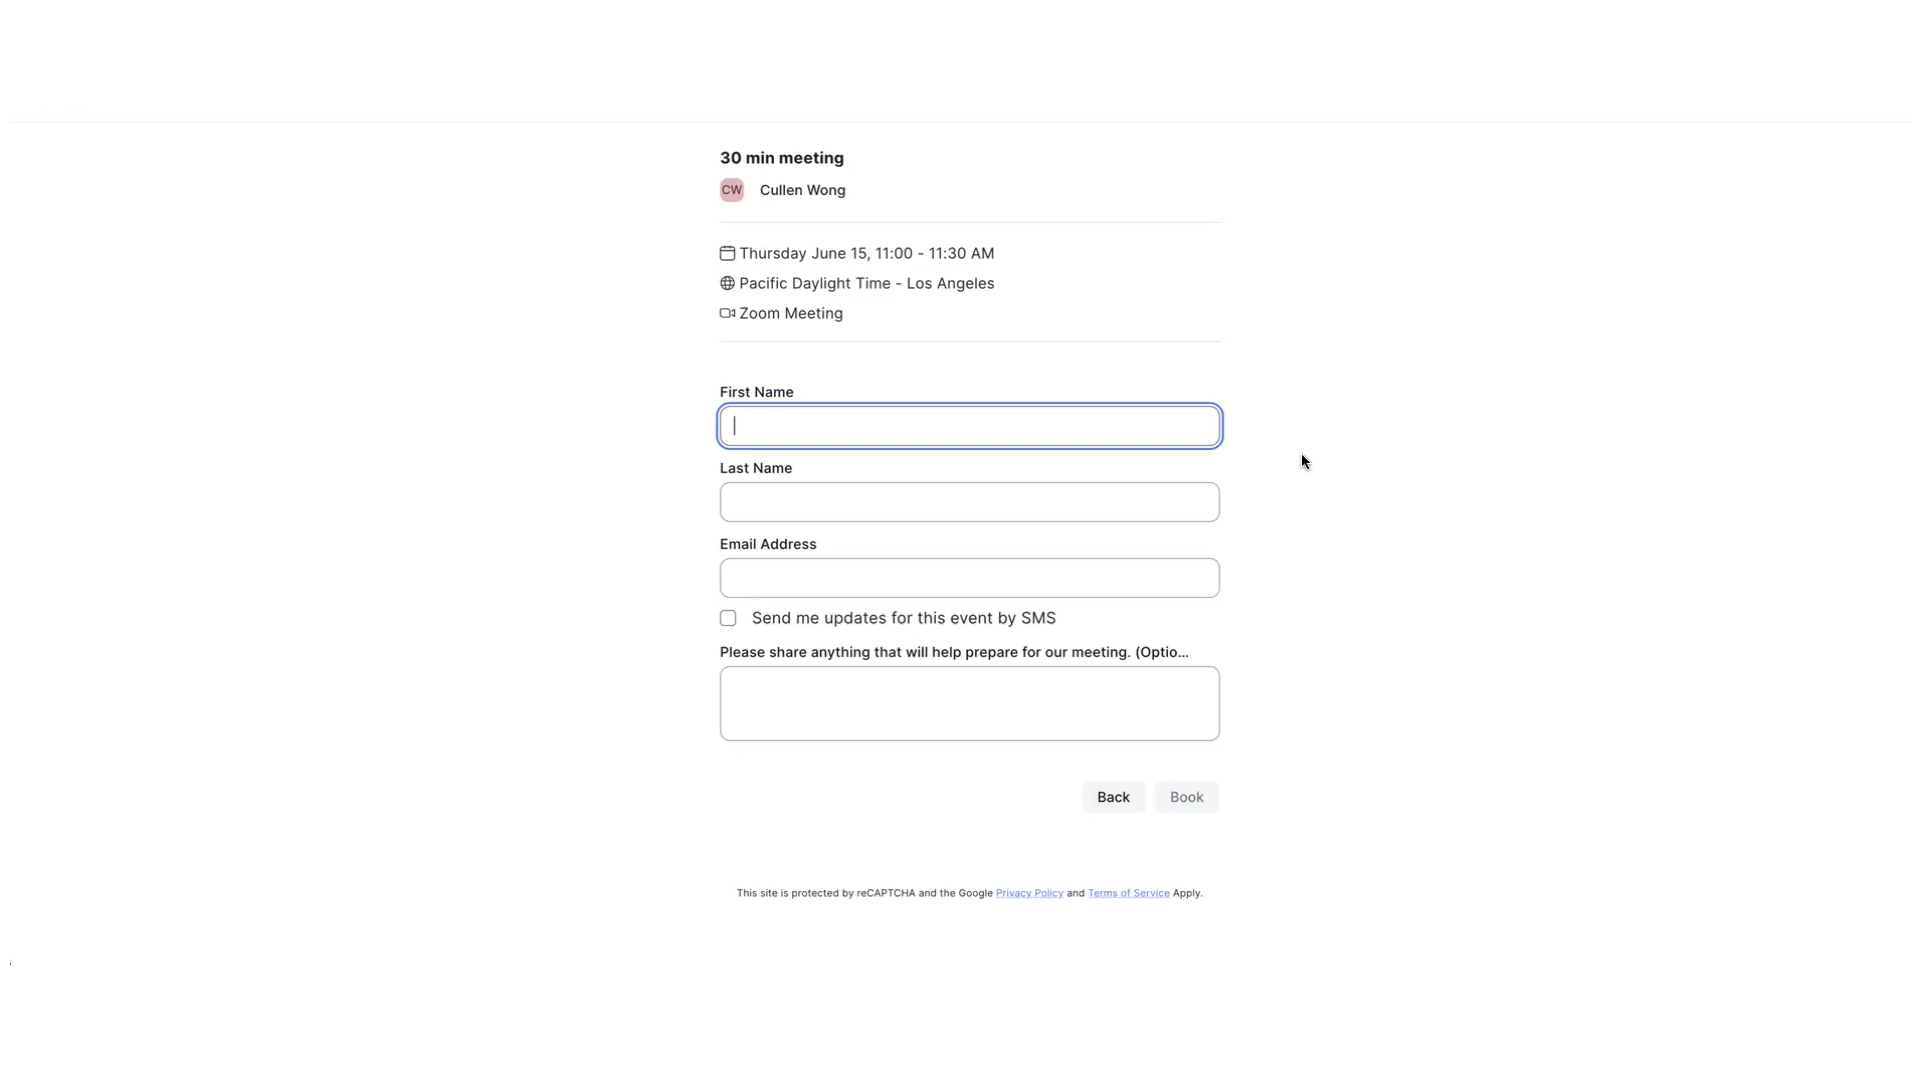 30 min meeting
CW Cullen Wong
Thursday June 15, 11:00 - 11:30 AM
Pacific Daylight Time - Los Angeles
Zoom Meeting
First Name
Last Name
Email Address
Send me updates for this event by SMS
Please share anything that will help prepare for our meeting. (Optio...
Back Book
This site is protected by reCAPTCHA and the Google Privacy Policy and Terms of Service Apply.